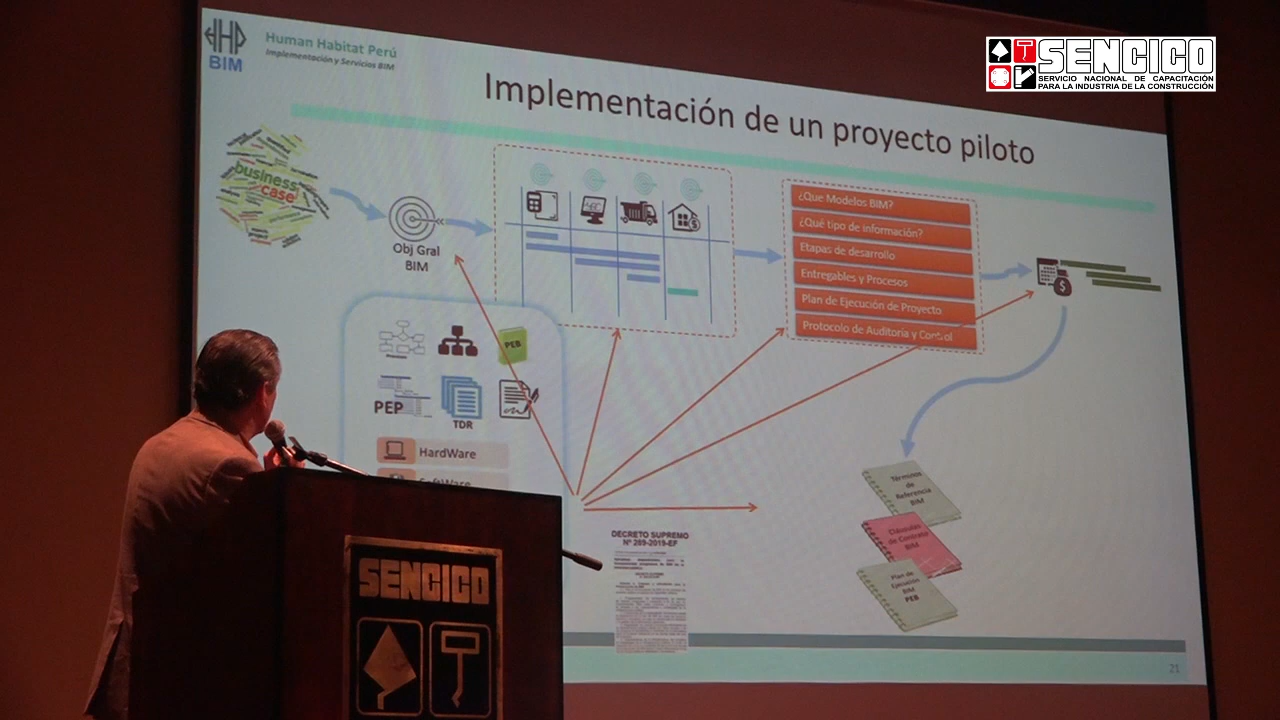 HHP
BIM
Human Habitat Perú
Implementación y Servicios BIM
SENCICO
SERVICIO NACIONAL DE CAPACITACIÓN
PARA LA INDUSTRIA DE LA CONSTRUCCIÓN
Implementación de un proyecto piloto
business
case
Obj Gral
BIM
ABC
¿Que Modelos BIM?
¿Qué tipo de información?
Etapas de desarrollo
Entregables y Procesos
Plan de Ejecución de Proyecto
Protocolo de Auditoria y Control
PEB
PEP
TDR
HardWare
SoftWare
Términos
de
Referencia
BIM
Cláusulas
de Contrato
BIM
Plan de
Ejecución
BIM
PEB
DECRETO SUPREMO
Nº 289-2019-EF
SENCICO
21